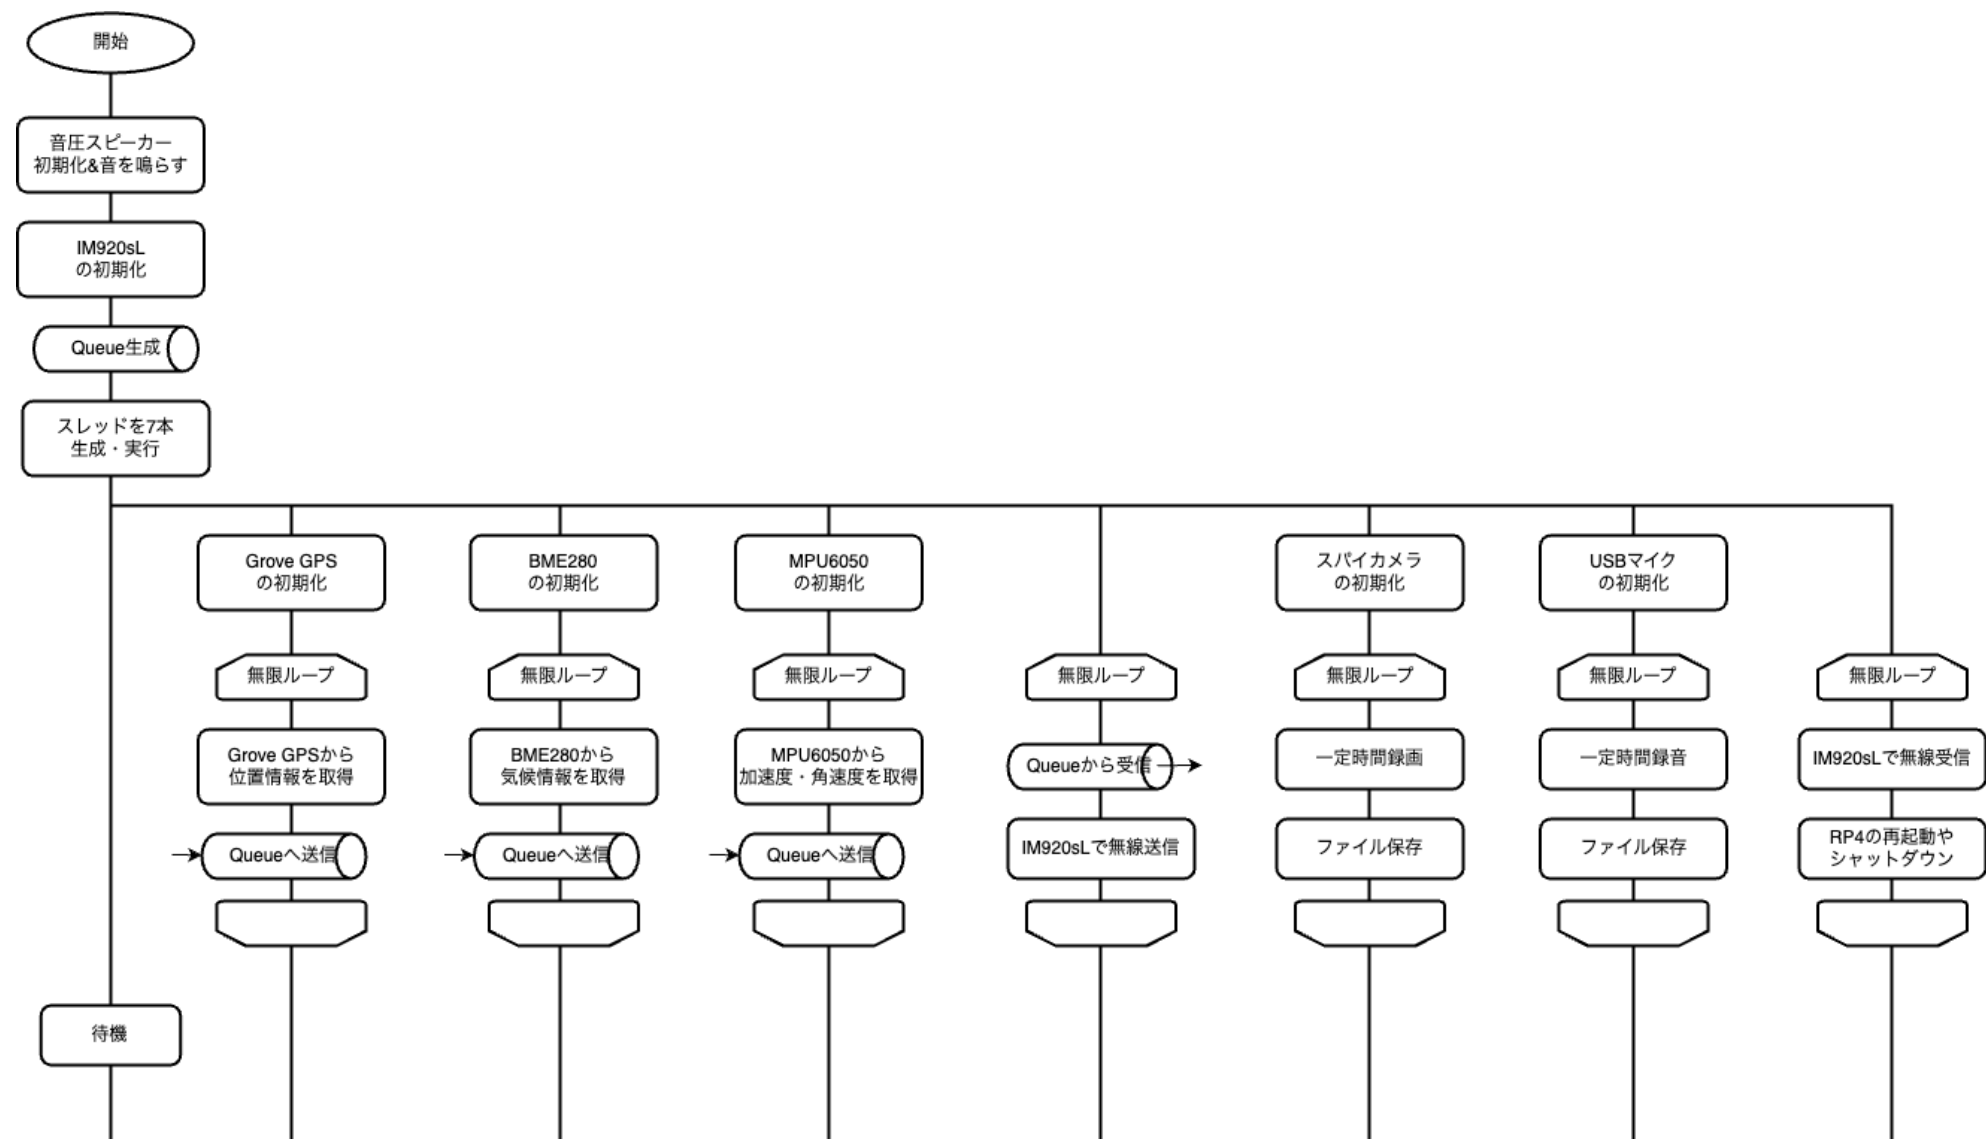 開始
音圧スピーカー
初期化&音を鳴らす
IM920sL
の初期化
Queue生成
スレッドを7本
生成・実行
Grove GPS
の初期化
無限ループ
Grove GPSから
位置情報を取得
Queueへ送信
BME280
の初期化
無限ループ
BME280から
気候情報を取得
Queueへ送信
MPU6050
の初期化
無限ループ
MPU6050から
加速度・角速度を取得
Queueへ送信
無限ループ
Queueから受信
IM920sLで無線送信
スパイカメラ
の初期化
無限ループ
一定時間録画
ファイル保存
USBマイク
の初期化
無限ループ
一定時間録音
ファイル保存
無限ループ
IM920sLで無線受信
RP4の再起動や
シャットダウン
待機